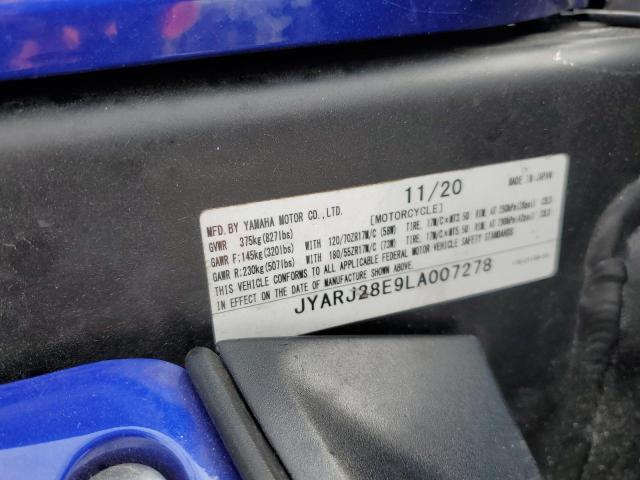 11/20 MADE IN JAPAN
MFD. BY YAMAHA MOTOR CO., LTD. [MOTORCYCLE]
GVWR 375kg(827lbs)
GAWR F:145kg(320lbs) WITH 120/70ZR17M/C (58W) TIRE, 17M/C×MT3.50 RIM, AT 250kPa(36psi) COLD
GAWR R:230kg(507lbs) WITH 180/55ZR17M/C (73W) TIRE, 17M/C×MT5.50 RIM, AT 290kPa(42psi) COLD
THIS VEHICLE CONFORMS TO ALL APPLICABLE FEDERAL MOTOR VEHICLE SAFETY STANDARDS
IN EFFECT ON THE DATE OF MANUFACTURE SHOWN ABOVE.
JYARJ28E9LA007278